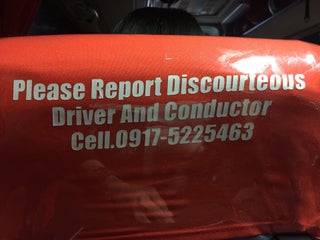 Please Report Discourteous
Driver And Conductor
Cell.0917-5225463